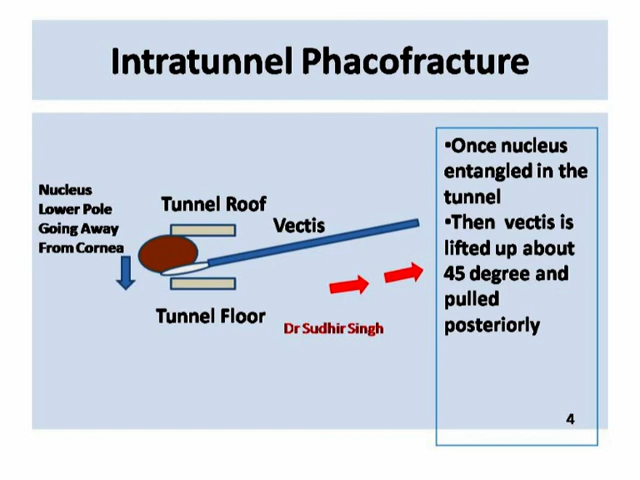 Intratunnel Phacofracture
Nucleus
Lower Pole
Going Away
From Cornea
Tunnel Roof
Vectis
Tunnel Floor
Dr Sudhir Singh
•Once nucleus
entangled in the
tunnel
•Then vectis is
lifted up about
45 degree and
pulled
posteriorly
4